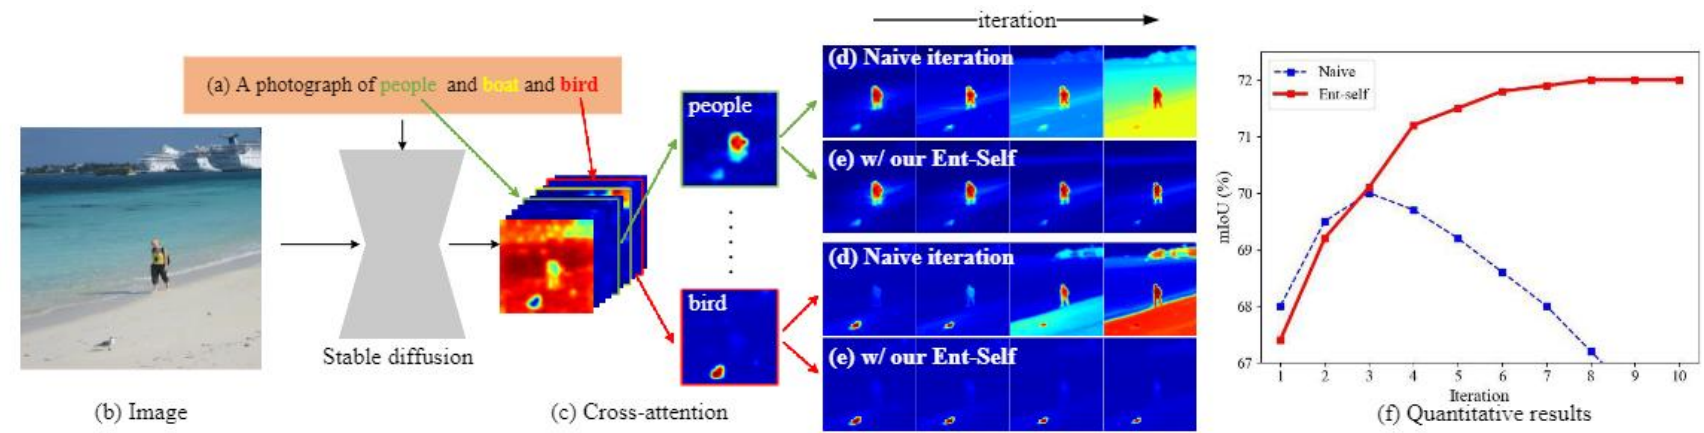 iteration
(a) A photograph of people and boat and bird
people
bird
(d) Naive iteration
(e) w/ our Ent-Self
(d) Naive iteration
(e) w/ our Ent-Self
Stable diffusion
(b) Image
(c) Cross-attention
Naive
Ent-self
mIoU (%)
72
71
70
69
68
67
1 2 3 4 5 6 7 8 9 10
Iteration
(f) Quantitative results